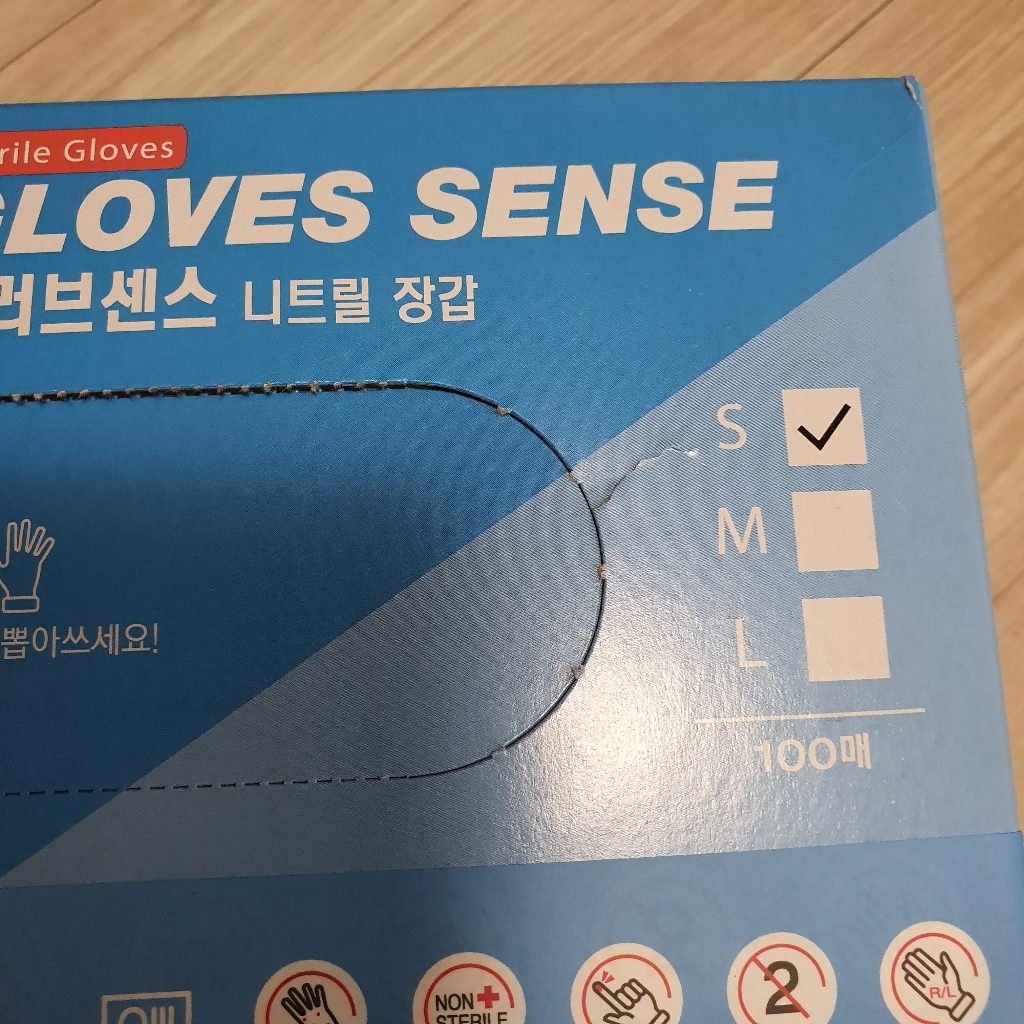 rile Gloves
GLOVES SENSE
러브센스 니트릴 장갑
S
M
L
100매
뽑아쓰세요!
NON
STERILE
2
R/L